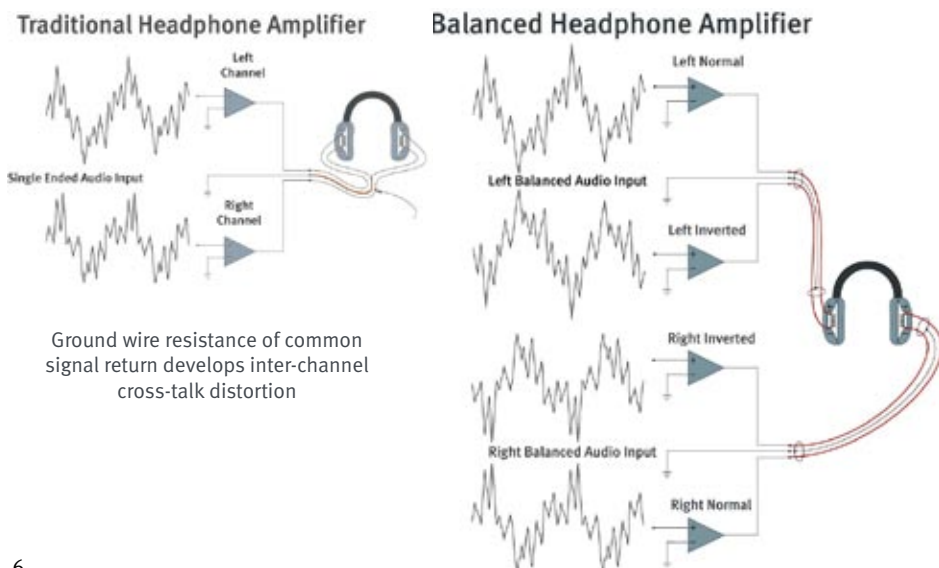 Traditional Headphone Amplifier
Left
Channel
Single Ended Audio Input
Right
Channel
Ground wire resistance of common
signal return develops inter-channel
cross-talk distortion
Balanced Headphone Amplifier
Left Normal
Left Balanced Audio Input
Left Inverted
Right Inverted
Right Balanced Audio Input
Right Normal
6